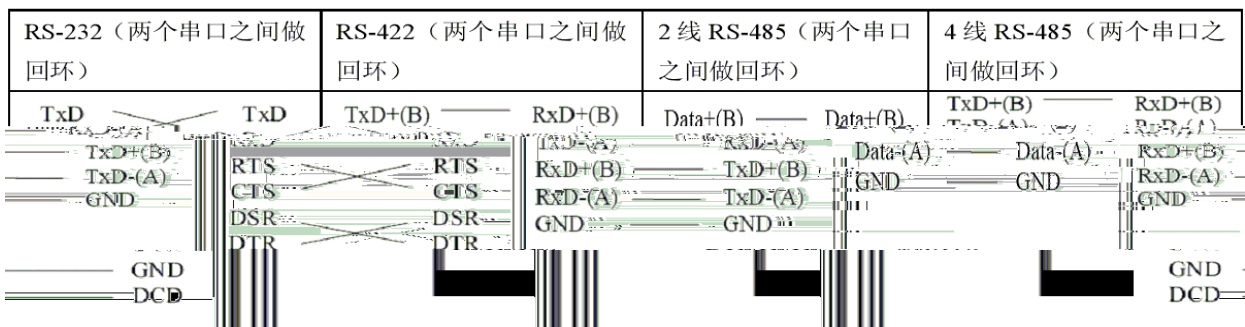 RS-232（两个串口之间做
回环）
RS-422（两个串口之间做
回环）
2 线 RS-485（两个串口
之间做回环）
4 线 RS-485（两个串口之
间做回环）
TxD TxD
TxD+(B) RxD+(B)
Data+(B) Data+(B)
TxD+(B) RxD+(B)
TxD-(A) RxD-(A)
TxD+(B)
RTS RTS
RxD+(B) TxD+(B)
Data-(A) Data-(A)
RxD+(B)
TxD-(A)
CTS CTS
RxD-(A) TxD-(A)
GND GND
RxD-(A)
GND
DSR DSR
GND GND
GND
DTR DTR
GND
GND
DCD
DCD